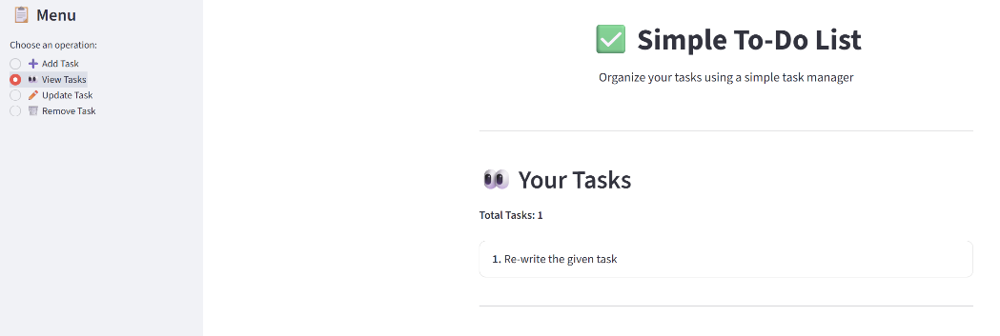 📋 Menu
Choose an operation:
➕ Add Task
👀 View Tasks
✏️ Update Task
🗑️ Remove Task
✅ Simple To-Do List
Organize your tasks using a simple task manager
👀 Your Tasks
Total Tasks: 1
1. Re-write the given task